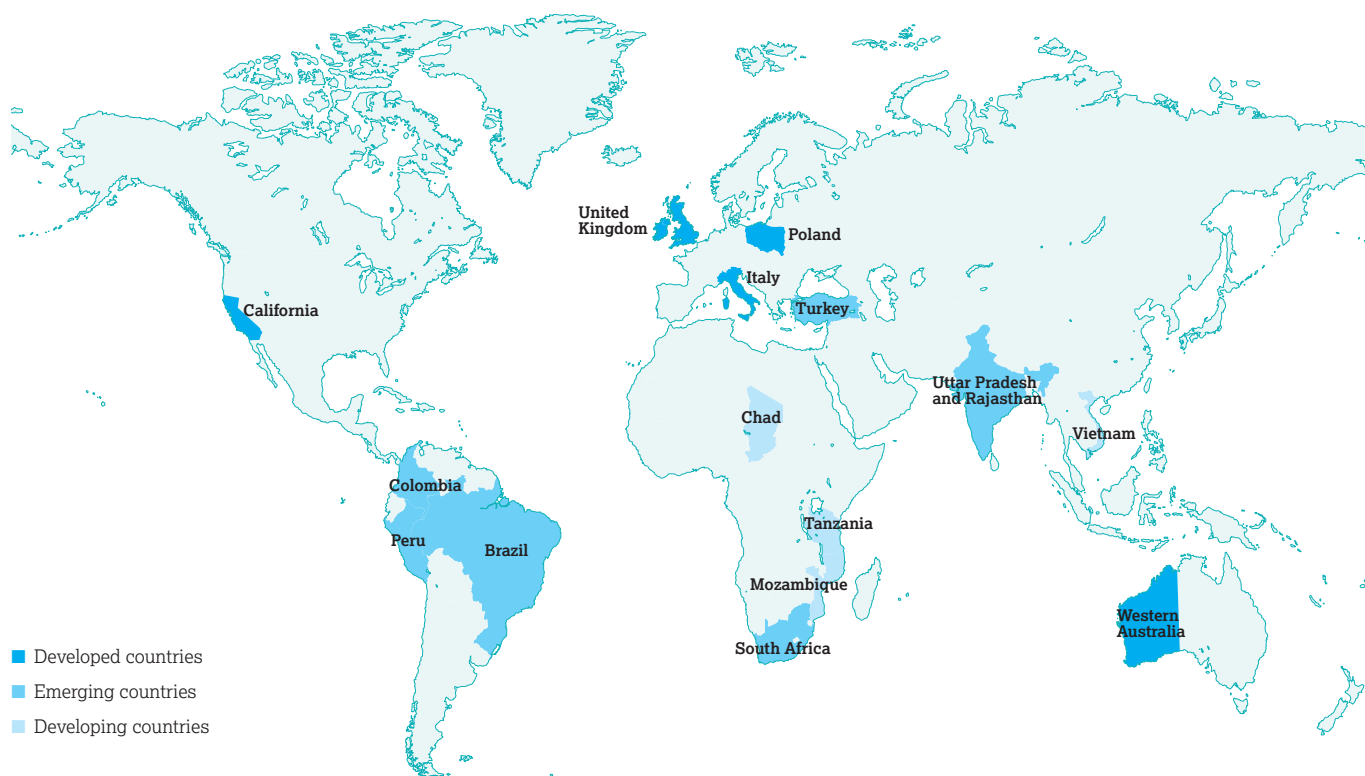 United
Kingdom
Poland
Italy
California
Turkey
Uttar Pradesh
and Rajasthan
Chad
Vietnam
Colombia
Tanzania
Peru
Brazil
Mozambique
Western
Australia
South Africa
Developed countries
Emerging countries
Developing countries